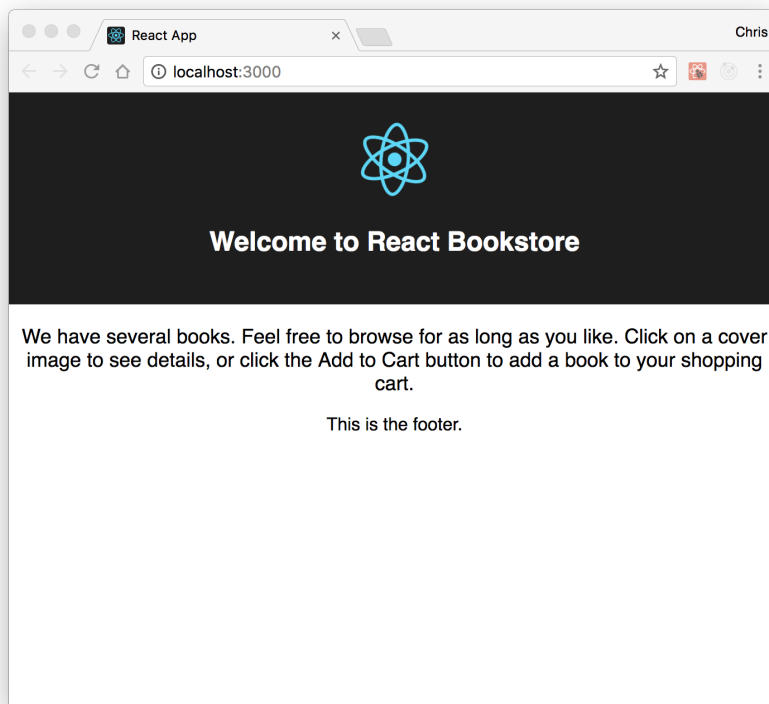 React App
Chris
localhost:3000
Welcome to React Bookstore
We have several books. Feel free to browse for as long as you like. Click on a cover
image to see details, or click the Add to Cart button to add a book to your shopping
cart.
This is the footer.